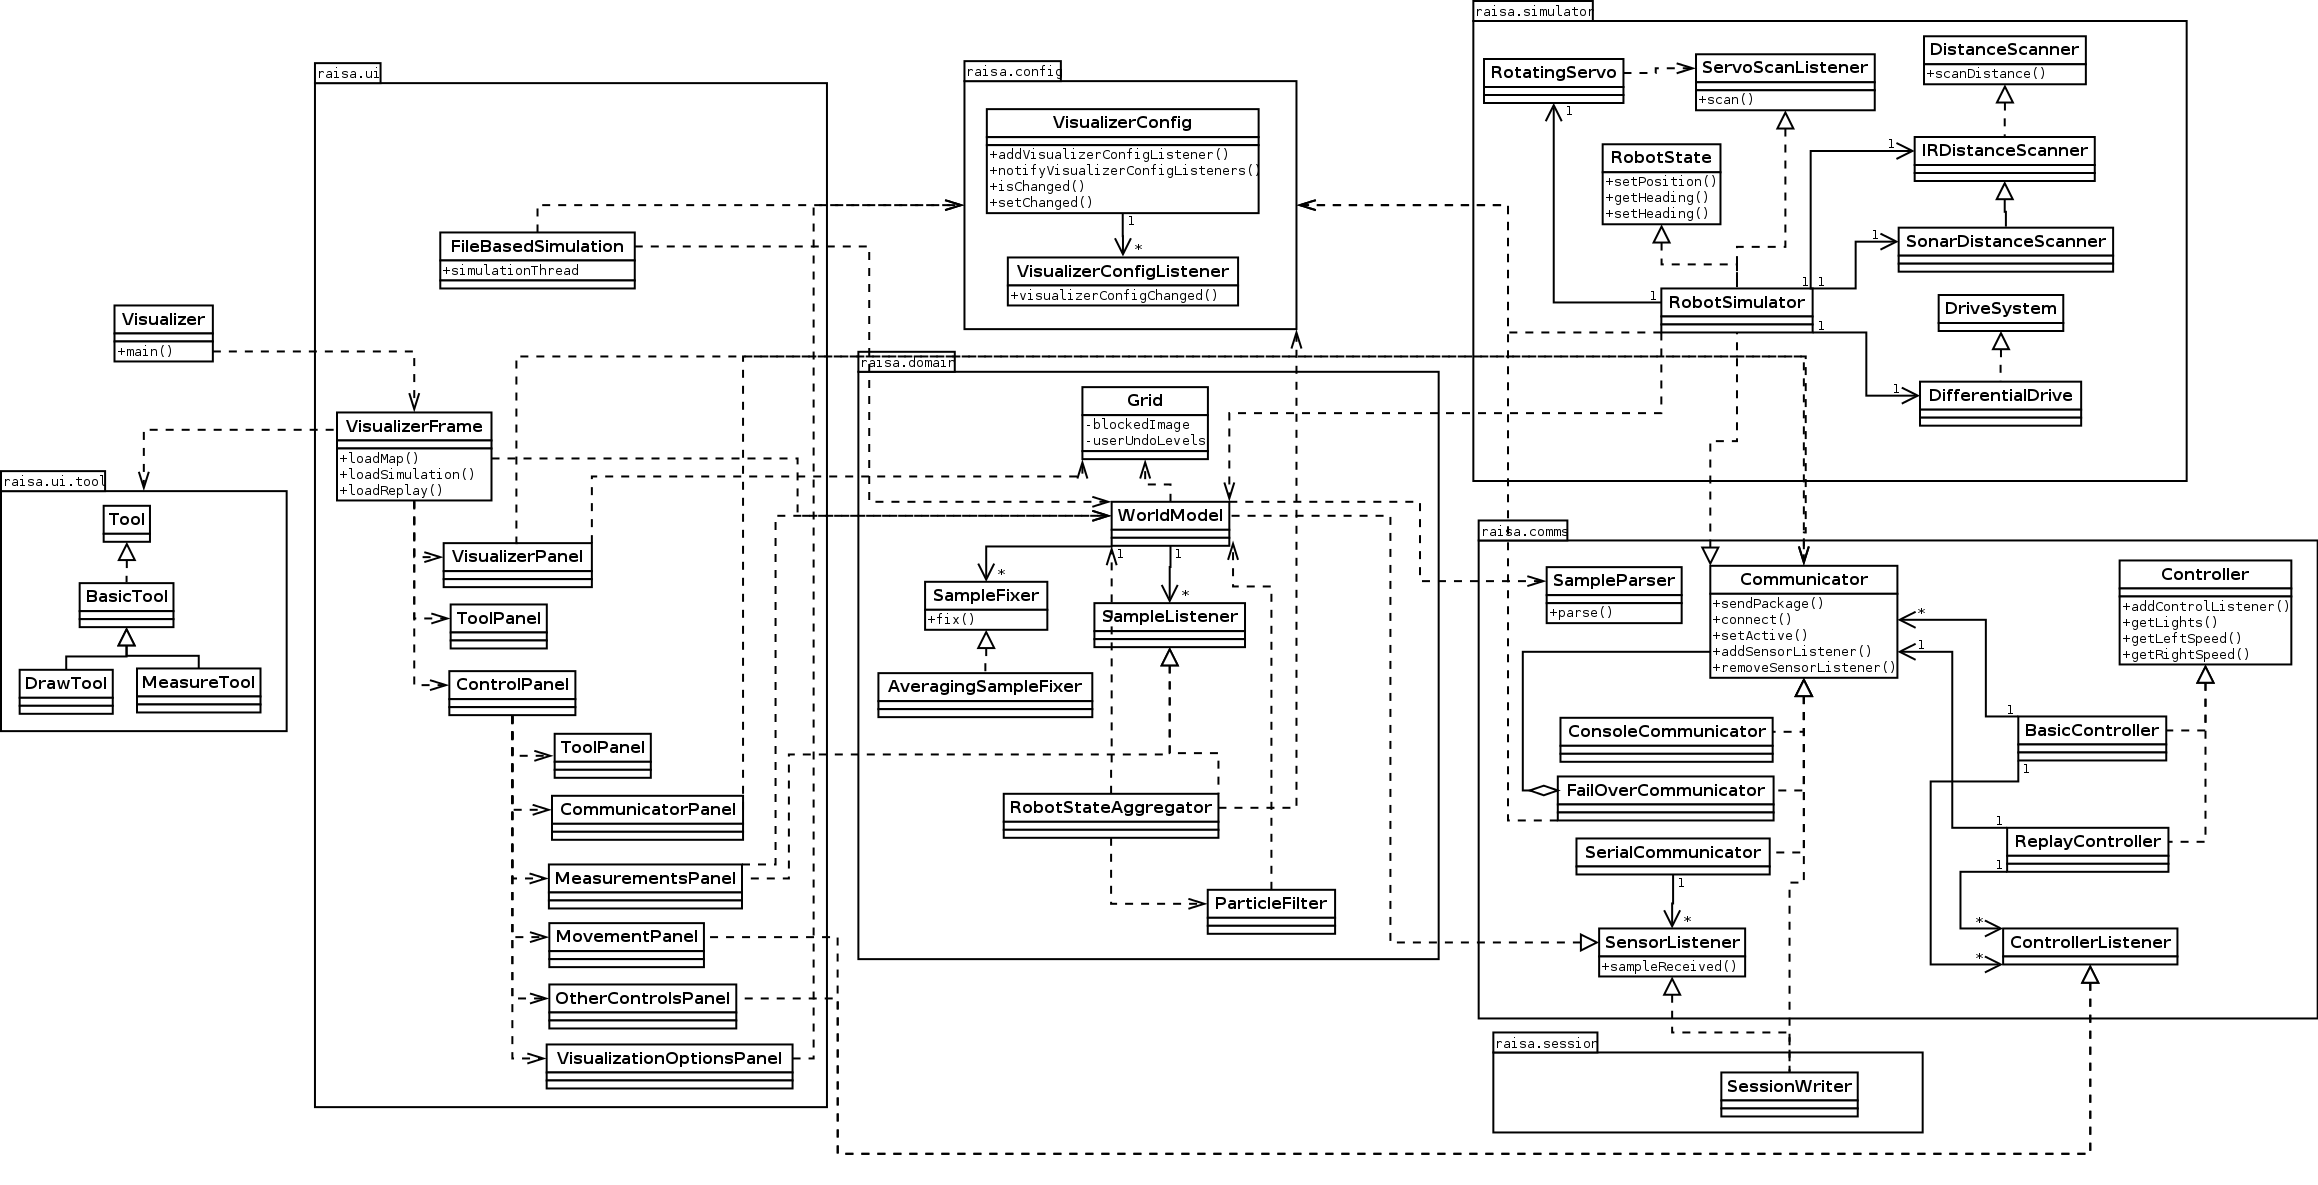 raisa.simulator
raisa.ui
raisa.config
raisa.domain
raisa.ui.tool
raisa.comms
raisa.session
Visualizer
+main()
Tool
BasicTool
DrawTool
MeasureTool
FileBasedSimulation
+simulationThread
VisualizerFrame
+loadMap()
+loadSimulation()
+loadReplay()
VisualizerPanel
ToolPanel
ControlPanel
ToolPanel
CommunicatorPanel
MeasurementsPanel
MovementPanel
OtherControlsPanel
VisualizationOptionsPanel
VisualizerConfig
+addVisualizerConfigListener()
+notifyVisualizerConfigListeners()
+isChanged()
+setChanged()
1
*
VisualizerConfigListener
+visualizerConfigChanged()
Grid
-blockedImage
-userUndoLevels
WorldModel
1
1
*
*
SampleFixer
+fix()
SampleListener
AveragingSampleFixer
RobotStateAggregator
ParticleFilter
RotatingServo
1
ServoScanListener
+scan()
DistanceScanner
+scanDistance()
RobotState
+setPosition()
+getHeading()
+setHeading()
1
IRDistanceScanner
1
SonarDistanceScanner
1
1
1
RobotSimulator
1
DriveSystem
1
DifferentialDrive
SampleParser
+parse()
Communicator
+sendPackage()
+connect()
+setActive()
+addSensorListener()
+removeSensorListener()
*
1
Controller
+addControlListener()
+getLights()
+getLeftSpeed()
+getRightSpeed()
ConsoleCommunicator
FailOverCommunicator
SerialCommunicator
1
*
SensorListener
+sampleReceived()
1
BasicController
1
1
ReplayController
1
*
*
ControllerListener
SessionWriter